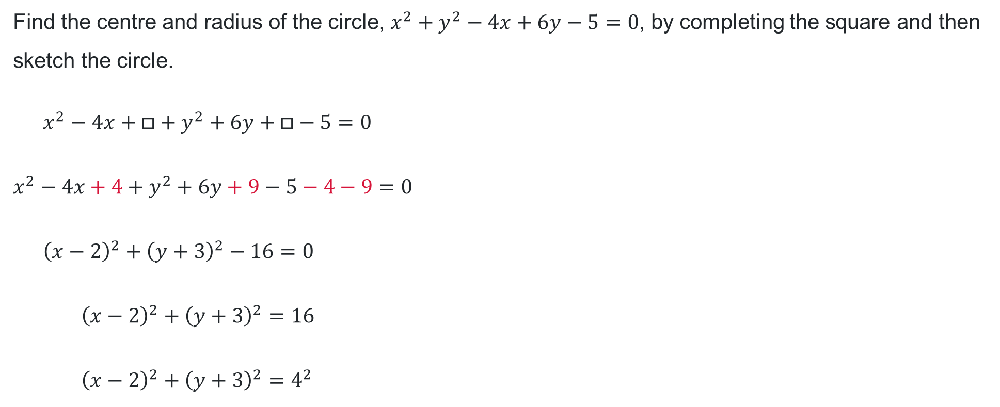 Find the centre and radius of the circle, x² + y² − 4x + 6y − 5 = 0, by completing the square and then
sketch the circle.
x² − 4x + □ + y² + 6y + □ − 5 = 0
x² − 4x + 4 + y² + 6y + 9 − 5 − 4 − 9 = 0
(x − 2)² + (y + 3)² − 16 = 0
(x − 2)² + (y + 3)² = 16
(x − 2)² + (y + 3)² = 4²